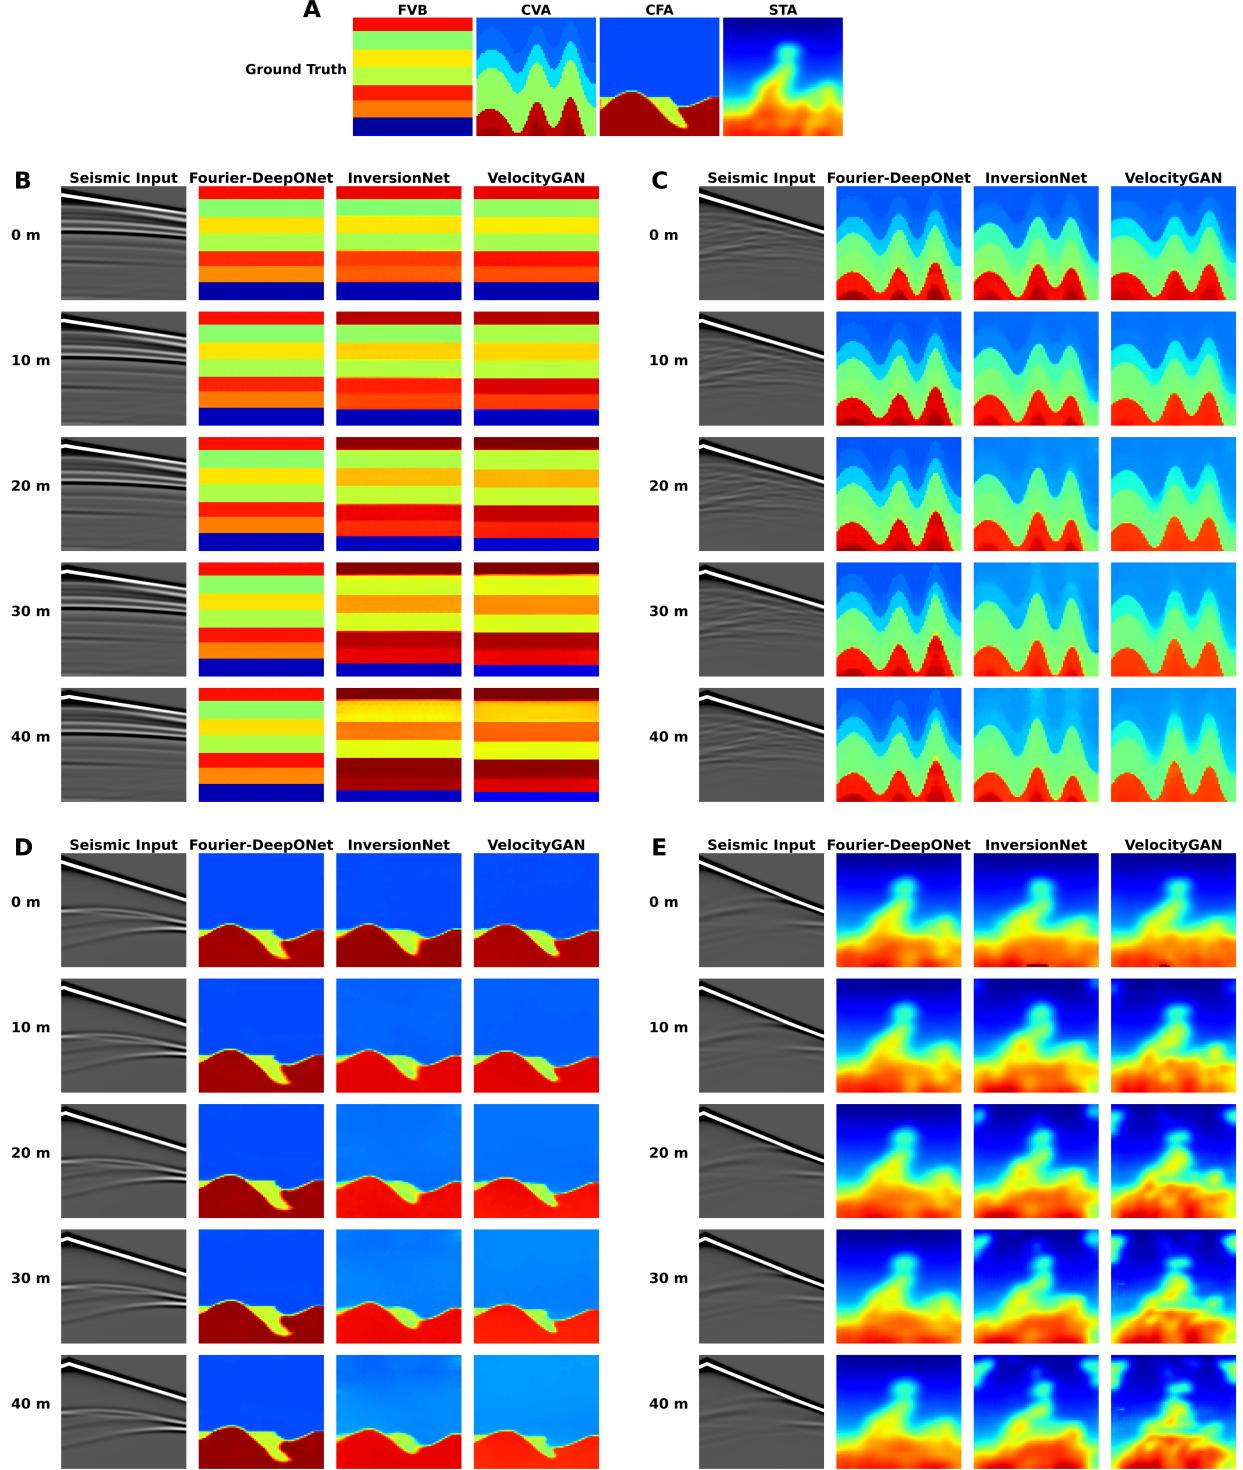 A
FVB CVA CFA STA
Ground Truth
B
Seismic Input Fourier-DeepONet InversionNet VelocityGAN
0 m
10 m
20 m
30 m
40 m
C
Seismic Input Fourier-DeepONet InversionNet VelocityGAN
0 m
10 m
20 m
30 m
40 m
D
Seismic Input Fourier-DeepONet InversionNet VelocityGAN
0 m
10 m
20 m
30 m
40 m
E
Seismic Input Fourier-DeepONet InversionNet VelocityGAN
0 m
10 m
20 m
30 m
40 m